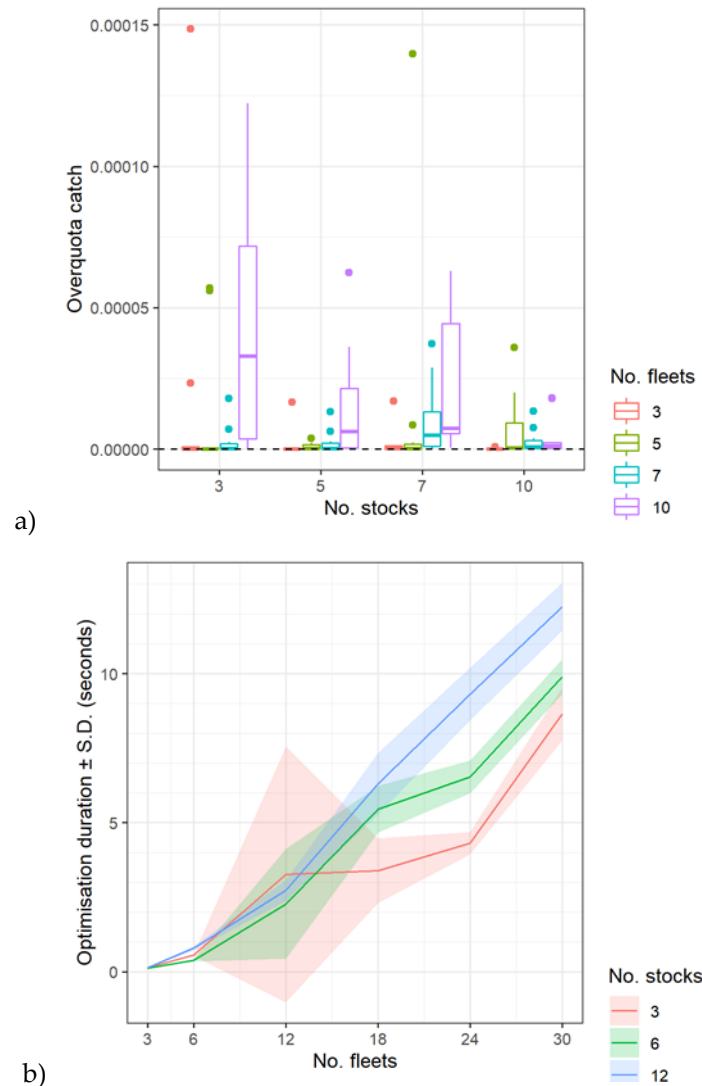 0.00015
0.00010
0.00005
0.00000
Overquota catch
3 5 7 10
No. stocks
No. fleets
3
5
7
10
a)
10
5
0
Optimisation duration ± S.D. (seconds)
3 6 12 18 24 30
No. fleets
No. stocks
3
6
12
b)